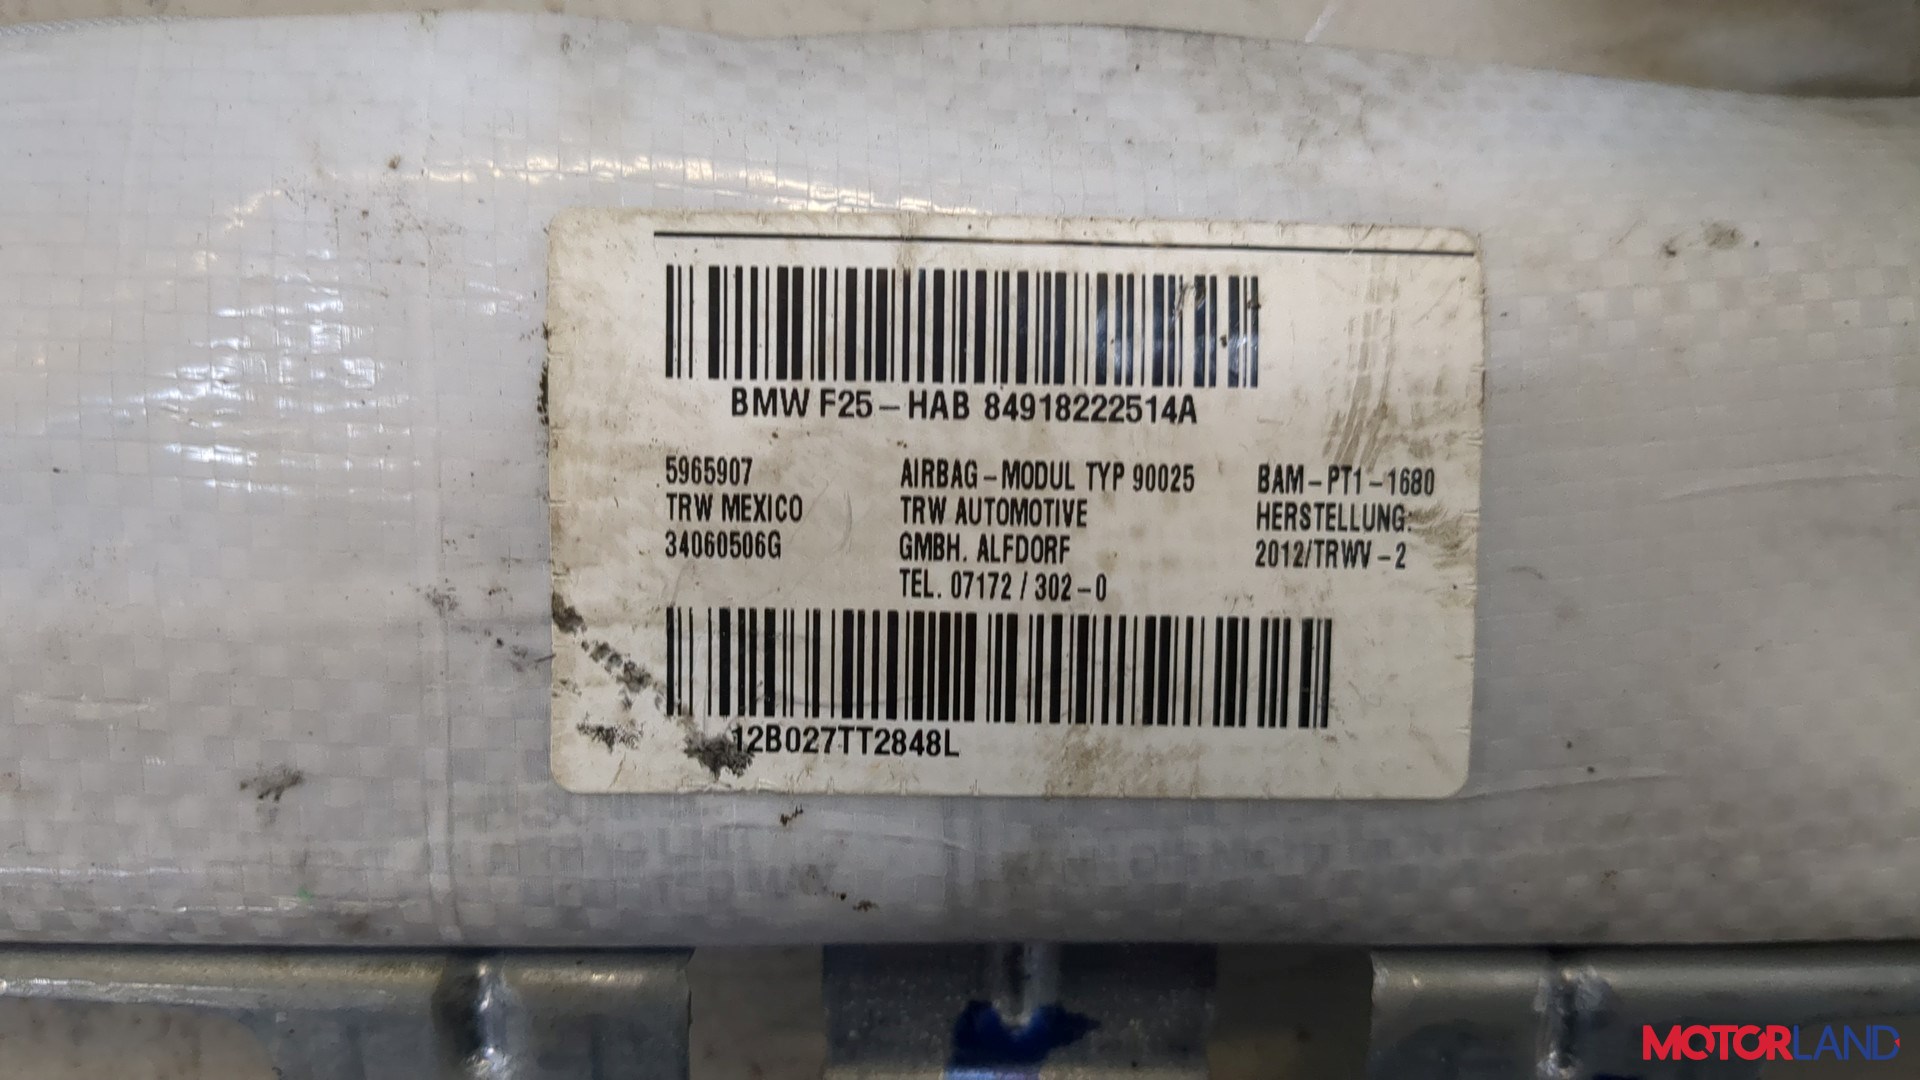 BMW F25-HAB 84918222514A
5965907 AIRBAG-MODUL TYP 90025 BAM-PT1-1680
TRW MEXICO TRW AUTOMOTIVE HERSTELLUNG:
34060506G GMBH. ALFDORF 2012/TRWV-2
TEL. 07172 / 302-0
12B027TT2848L
MOTORLAND